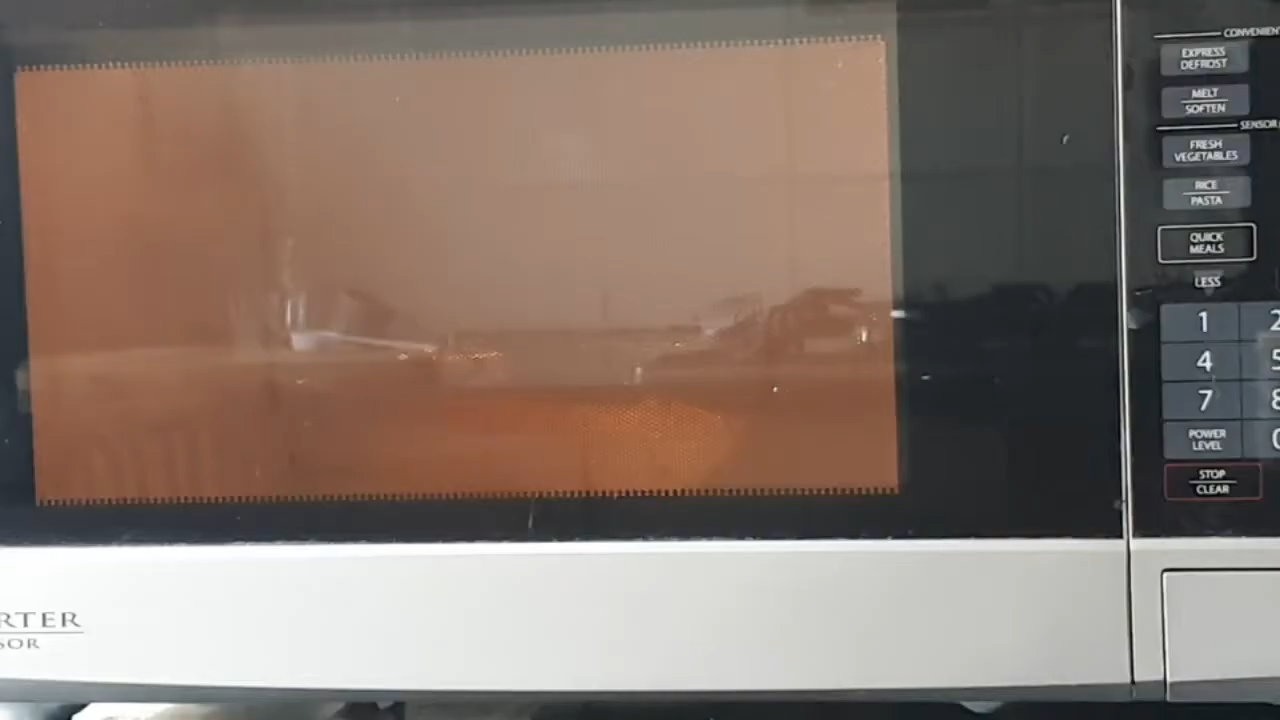 CONVENIENT
EXPRESS
DEFROST
MELT
SOFTEN
SENSOR
FRESH
VEGETABLES
RICE
PASTA
QUICK
MEALS
LESS
1 2
4 5
7 8
POWER
LEVEL
0
STOP
CLEAR
RTER
SOR